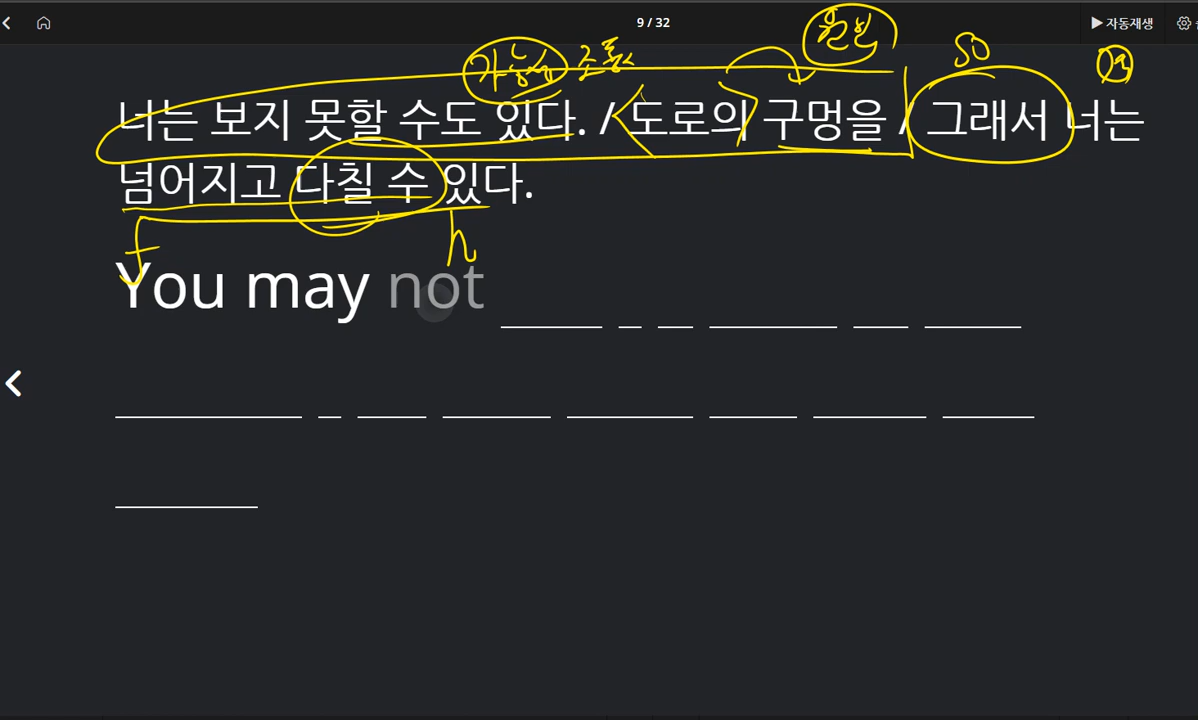 9 / 32
자동재생
가능성 조동사
원인
so
너는 보지 못할 수도 있다. / 도로의 구멍을 / 그래서 너는
넘어지고 다칠 수 있다.
f
h
You may not